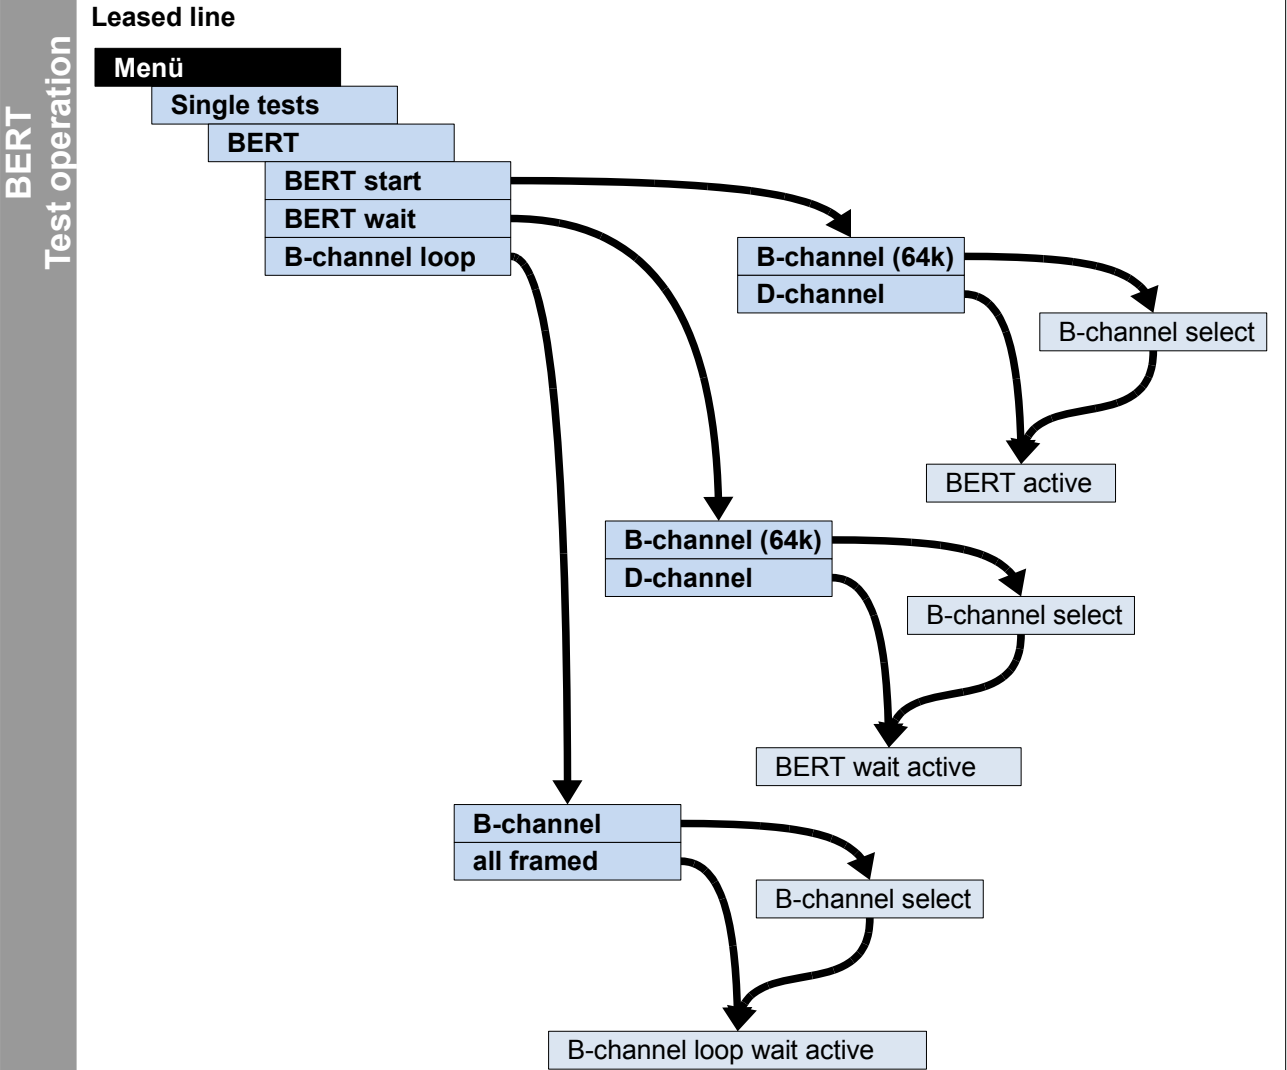 BERT
Test operation
Leased line
Menü
Single tests
BERT
BERT start
BERT wait
B-channel loop
B-channel (64k)
D-channel
B-channel select
BERT active
B-channel (64k)
D-channel
B-channel select
BERT wait active
B-channel
all framed
B-channel select
B-channel loop wait active